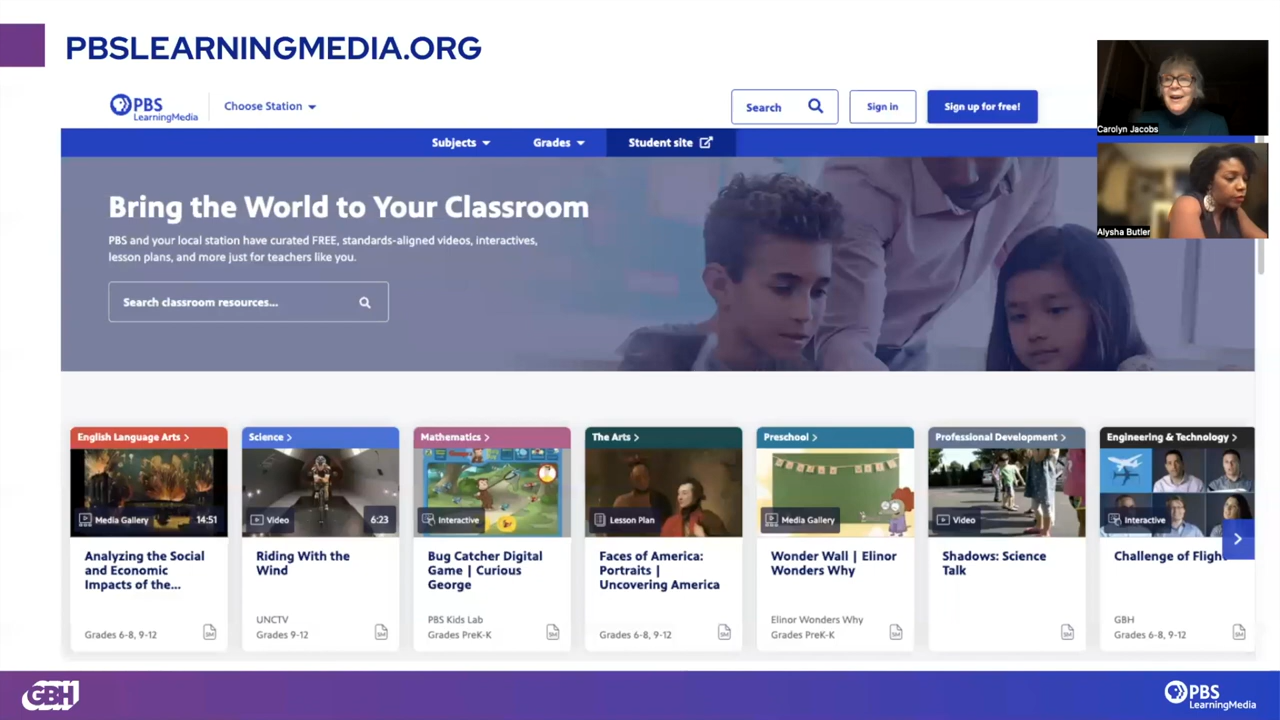 PBSLEARNINGMEDIA.ORG
PBS
LearningMedia
Choose Station
Search
Sign in
Sign up for free!
Subjects
Grades
Student site
Carolyn Jacobs
Alysha Butler
Bring the World to Your Classroom
PBS and your local station have curated FREE, standards-aligned videos, interactives,
lesson plans, and more just for teachers like you.
Search classroom resources...
English Language Arts >
Media Gallery
14:51
Analyzing the Social
and Economic
Impacts of the...
Grades 6-8, 9-12
SM
Science >
Video
6:23
Riding With the
Wind
UNCTV
Grades 9-12
SM
Mathematics >
Interactive
Bug Catcher Digital
Game | Curious
George
PBS Kids Lab
Grades PreK-K
SM
The Arts >
Lesson Plan
Faces of America:
Portraits |
Uncovering America
Grades 6-8, 9-12
SM
Preschool >
Media Gallery
Wonder Wall | Elinor
Wonders Why
Elinor Wonders Why
Grades PreK-K
SM
Professional Development >
Video
Shadows: Science
Talk
SM
Engineering & Technology >
Interactive
Challenge of Flight
GBH
Grades 6-8, 9-12
SM
GBH
PBS
LearningMedia